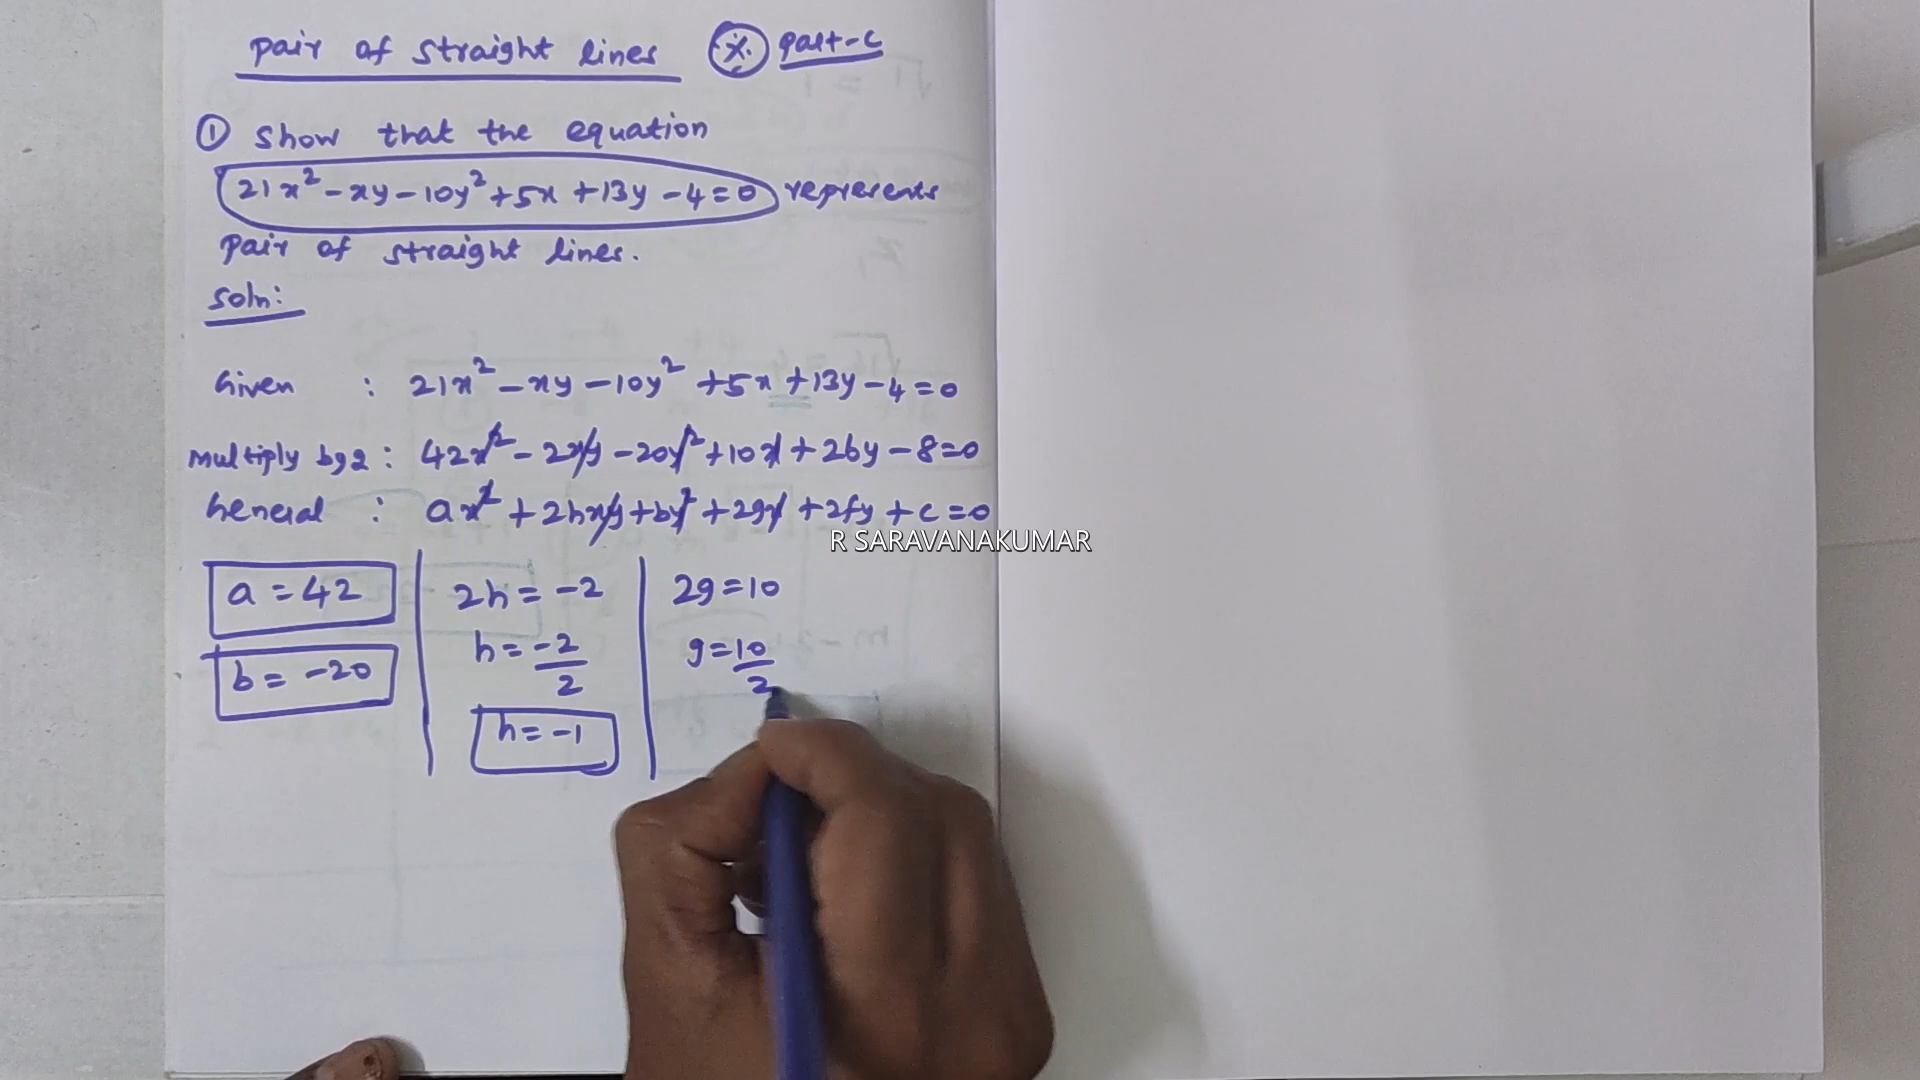 pair of straight lines (x) part-c
① show that the equation
21x² - xy - 10y² + 5x + 13y - 4 = 0 represents
pair of straight lines.
soln:
Given : 21x² - xy - 10y² + 5x + 13y - 4 = 0
Multiply by 2 : 42x² - 2xy - 20y² + 10x + 26y - 8 = 0
General : ax² + 2hxy + by² + 2gx + 2fy + c = 0
R SARAVANAKUMAR
a = 42
b = -20
2h = -2
h = -2/2
h = -1
2g = 10
g = 10/2